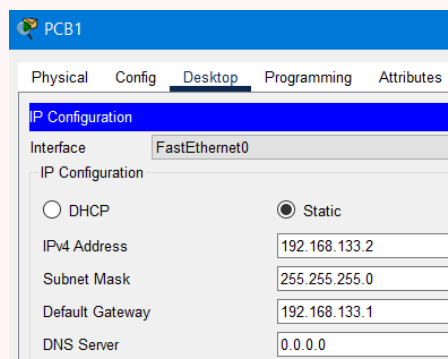 PCB1
Physical Config Desktop Programming Attributes
IP Configuration
Interface FastEthernet0
IP Configuration
DHCP Static
IPv4 Address 192.168.133.2
Subnet Mask 255.255.255.0
Default Gateway 192.168.133.1
DNS Server 0.0.0.0